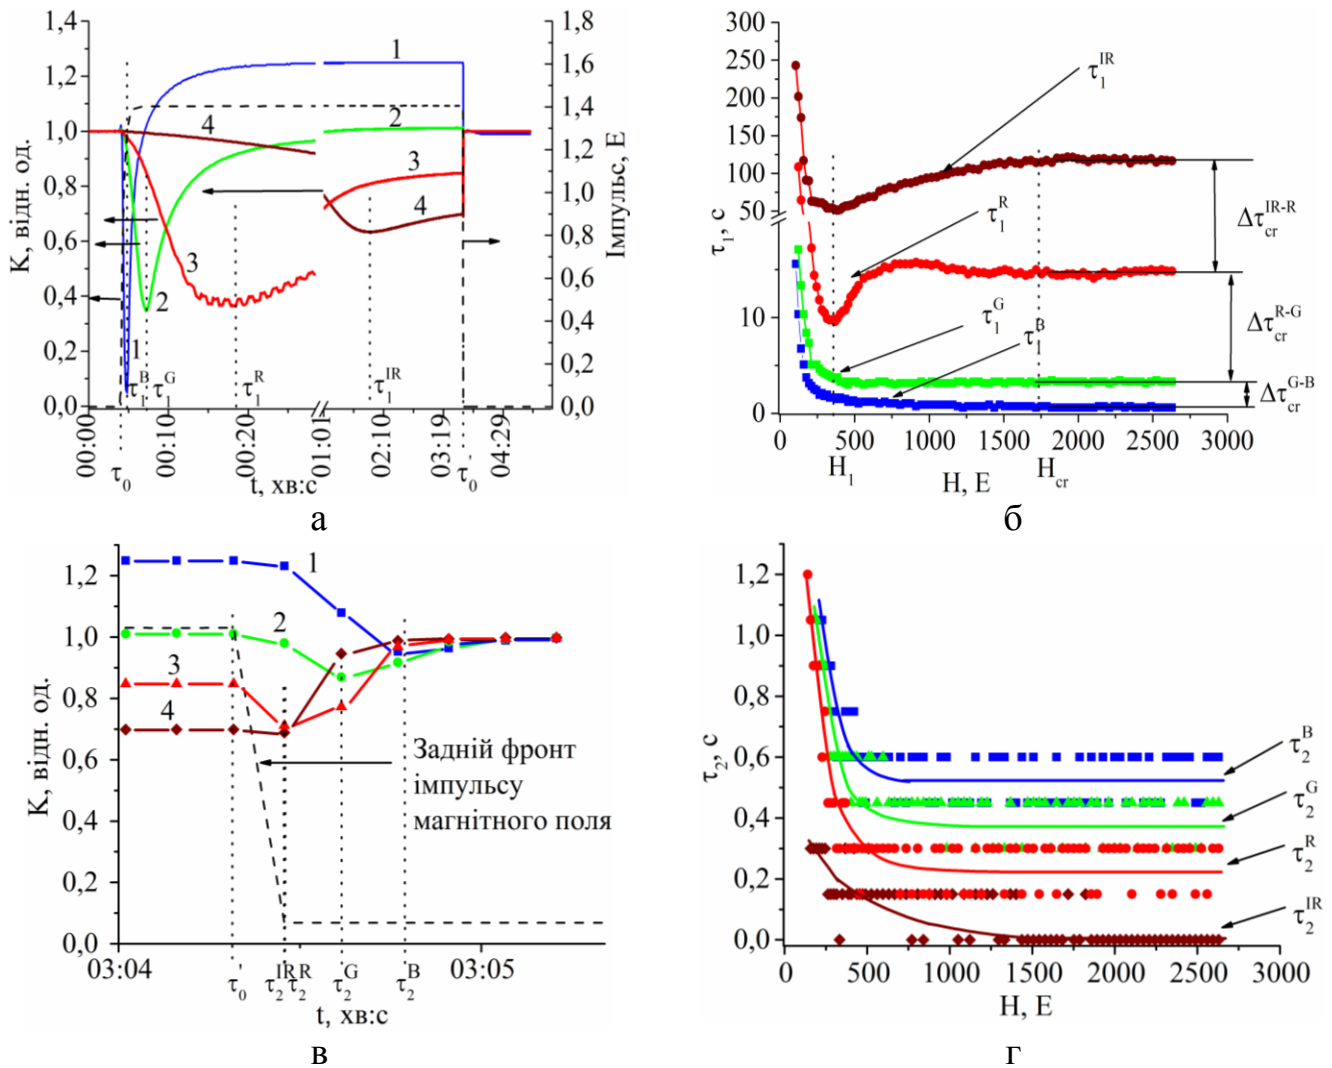 1,4
1,2
1,0
0,8
0,6
0,4
0,2
0,0
K, відн. од.
1,8
1,6
1,4
1,2
1,0
0,8
0,6
0,4
0,2
0,0
Імпульс, Е
1
2
3
4
4
3
2
1
τ₁ᴮ τ₁ᴳ τ₁ᴿ τ₁ᴵᴿ
00:00 00:10 00:20 01:01 02:10 03:19 04:29
τ₀ τ₀'
t, хв:с
а
300
250
200
150
100
50
10
0
τ₁, с
τ₁ᴵᴿ
τ₁ᴿ
τ₁ᴳ
τ₁ᴮ
Δτcrᴵᴿ⁻ᴿ
Δτcrᴿ⁻ᴳ
Δτcrᴳ⁻ᴮ
0 500 1000 1500 2000 2500 3000
H₁ Hcr
H, E
б
1,2
1,0
0,8
0,6
0,4
0,2
0,0
K, відн. од.
1
2
3
4
Задній фронт
імпульсу
магнітного поля
03:04 03:05
τ₀' τ₂ᴵᴿ τ₂ᴿ τ₂ᴳ τ₂ᴮ
t, хв:с
в
1,2
1,0
0,8
0,6
0,4
0,2
0,0
τ₂, с
τ₂ᴮ
τ₂ᴳ
τ₂ᴿ
τ₂ᴵᴿ
0 500 1000 1500 2000 2500 3000
H, E
г